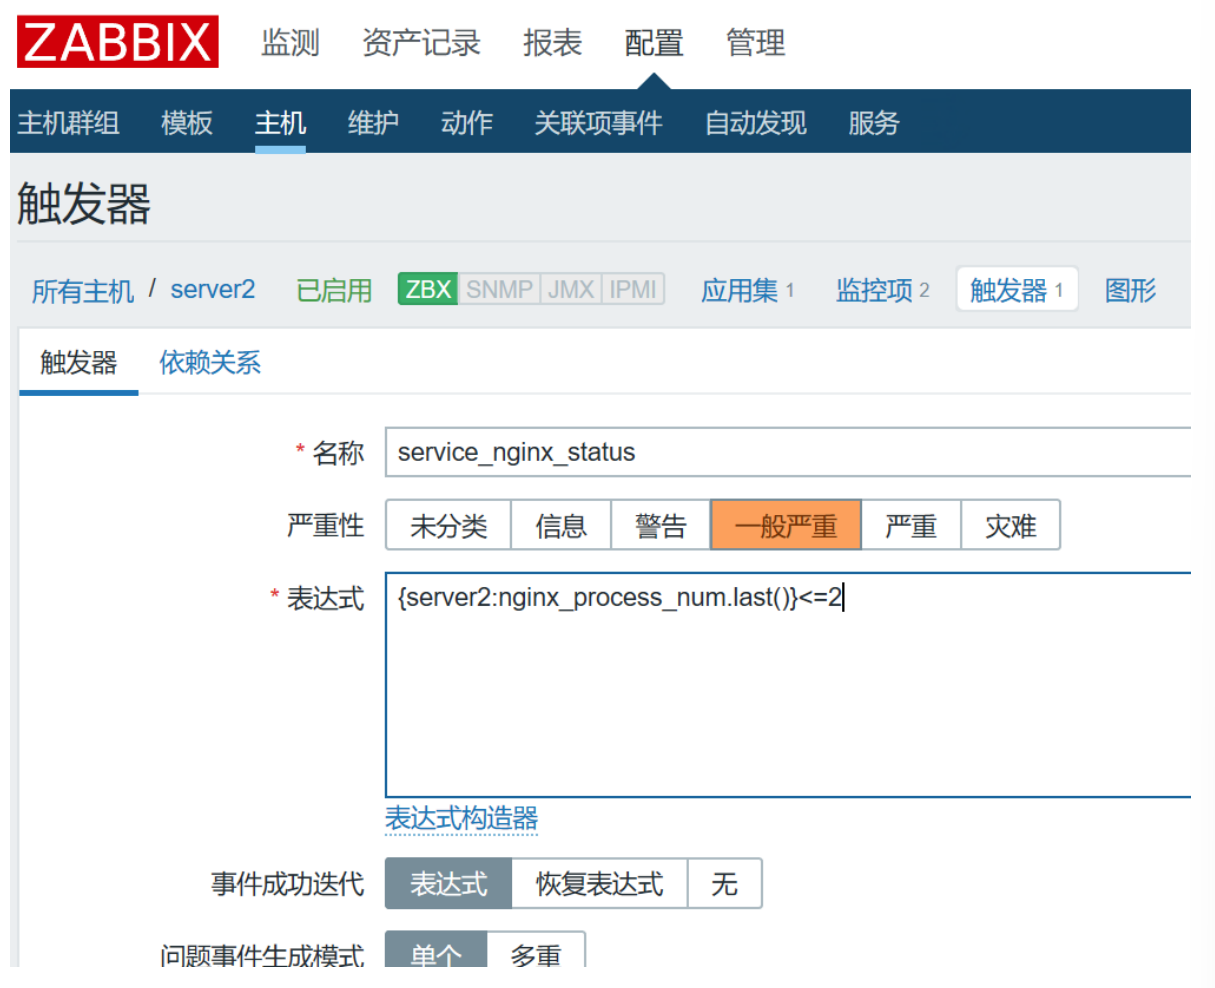 ZABBIX 监测 资产记录 报表 配置 管理
主机群组 模板 主机 维护 动作 关联项事件 自动发现 服务
触发器
所有主机 / server2 已启用 ZBX SNMP JMX IPMI 应用集 1 监控项 2 触发器 1 图形
触发器 依赖关系
* 名称 service_nginx_status
严重性 未分类 信息 警告 一般严重 严重 灾难
* 表达式 {server2:nginx_process_num.last()}<=2
表达式构造器
事件成功迭代 表达式 恢复表达式 无
问题事件生成模式 单个 多重